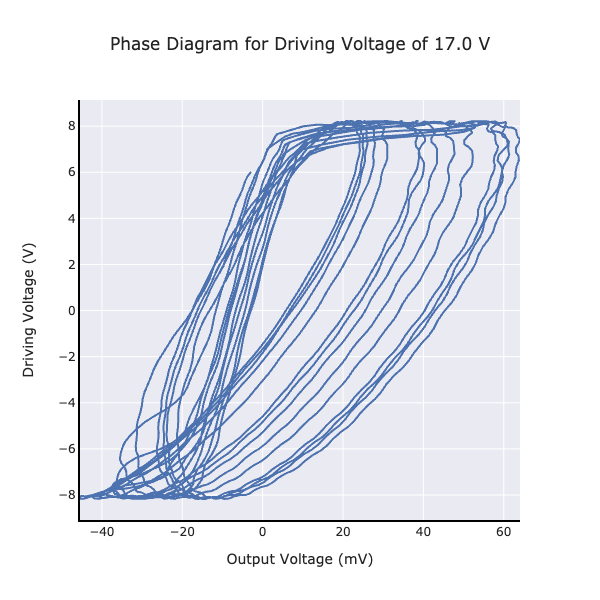 Phase Diagram for Driving Voltage of 17.0 V
8
6
4
2
0
−2
−4
−6
−8
Driving Voltage (V)
−40 −20 0 20 40 60
Output Voltage (mV)